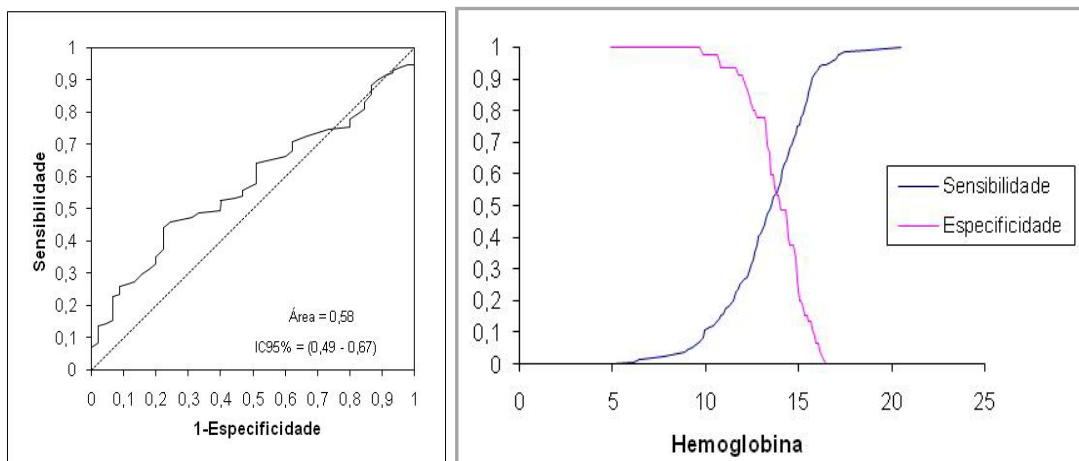 Sensibilidade
1
0,9
0,8
0,7
0,6
0,5
0,4
0,3
0,2
0,1
0
Área = 0,58
IC95% = (0,49 - 0,67)
0 0,1 0,2 0,3 0,4 0,5 0,6 0,7 0,8 0,9 1
1-Especificidade
1
0,9
0,8
0,7
0,6
0,5
0,4
0,3
0,2
0,1
0
0 5 10 15 20 25
Hemoglobina
Sensibilidade
Especificidade